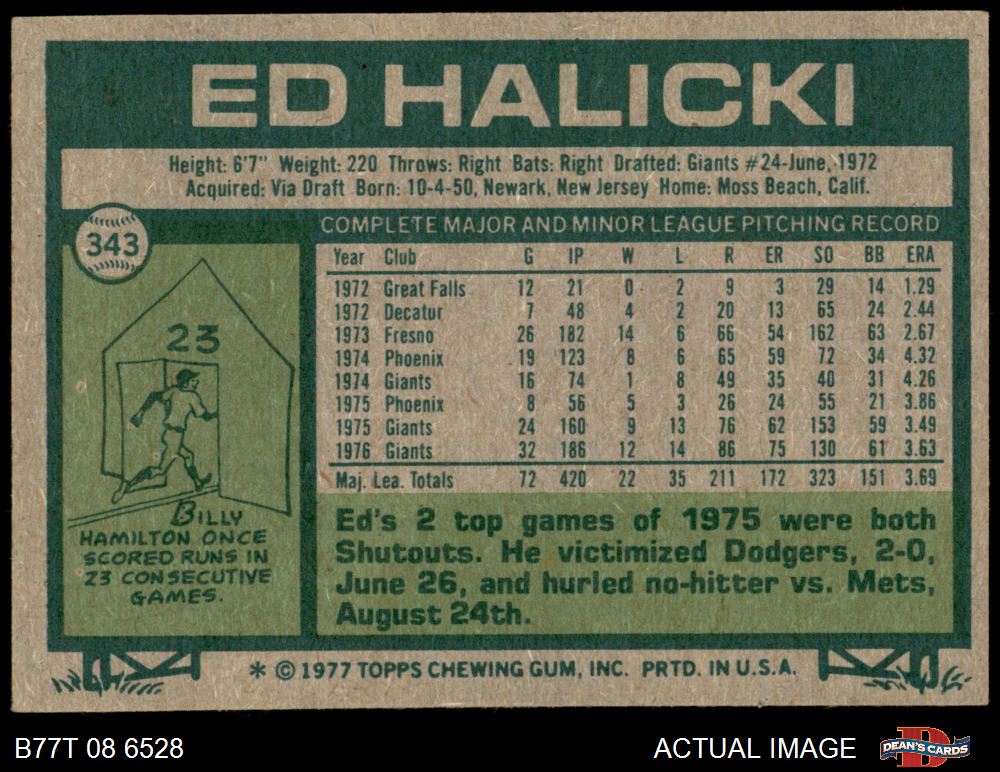 ED HALICKI
Height: 6'7" Weight: 220 Throws: Right Bats: Right Drafted: Giants #24-June, 1972
Acquired: Via Draft Born: 10-4-50, Newark, New Jersey Home: Moss Beach, Calif.
343
COMPLETE MAJOR AND MINOR LEAGUE PITCHING RECORD
Year Club G IP W L R ER SO BB ERA
1972 Great Falls 12 21 0 2 9 3 29 14 1.29
1972 Decatur 7 48 4 2 20 13 65 24 2.44
1973 Fresno 26 182 14 6 66 54 162 63 2.67
1974 Phoenix 19 123 8 6 65 59 72 34 4.32
1974 Giants 16 74 1 8 49 35 40 31 4.26
1975 Phoenix 8 56 5 3 26 24 55 21 3.86
1975 Giants 24 160 9 13 76 62 153 59 3.49
1976 Giants 32 186 12 14 86 75 130 61 3.63
Maj. Lea. Totals 72 420 22 35 211 172 323 151 3.69
23
BILLY
HAMILTON ONCE
SCORED RUNS IN
23 CONSECUTIVE
GAMES.
Ed's 2 top games of 1975 were both
Shutouts. He victimized Dodgers, 2-0,
June 26, and hurled no-hitter vs. Mets,
August 24th.
* © 1977 TOPPS CHEWING GUM, INC. PRTD. IN U.S.A.
B77T 08 6528
ACTUAL IMAGE
D
DEAN'S CARDS